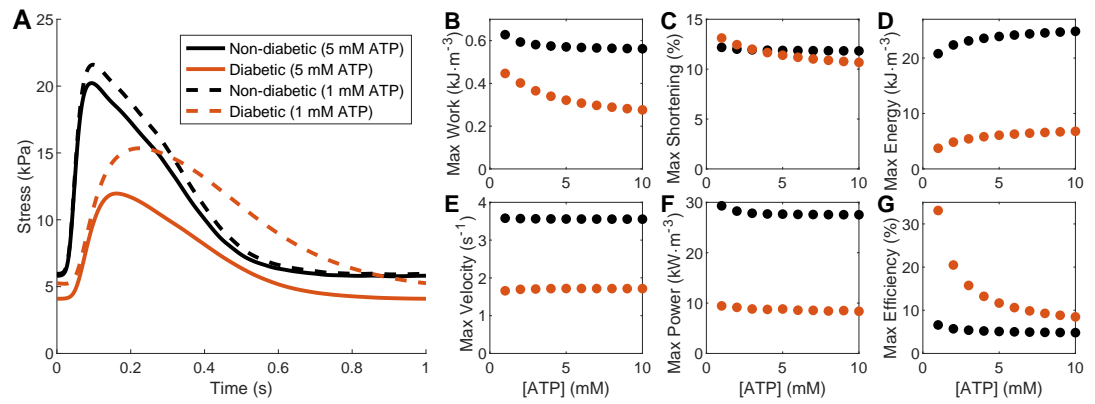 A
Stress (kPa)
25
20
15
10
5
0
0
0.2
0.4
0.6
0.8
1
Time (s)
Non-diabetic (5 mM ATP)
Diabetic (5 mM ATP)
Non-diabetic (1 mM ATP)
Diabetic (1 mM ATP)
B
Max Work (kJ·m⁻³)
0.6
0.4
0.2
0
0
5
10
C
Max Shortening (%)
15
10
5
0
0
5
10
D
Max Energy (kJ·m⁻³)
20
10
0
0
5
10
E
Max Velocity (s⁻¹)
4
3
2
1
0
0
5
10
[ATP] (mM)
F
Max Power (kW·m⁻³)
30
20
10
0
0
5
10
[ATP] (mM)
G
Max Efficiency (%)
30
20
10
0
0
5
10
[ATP] (mM)